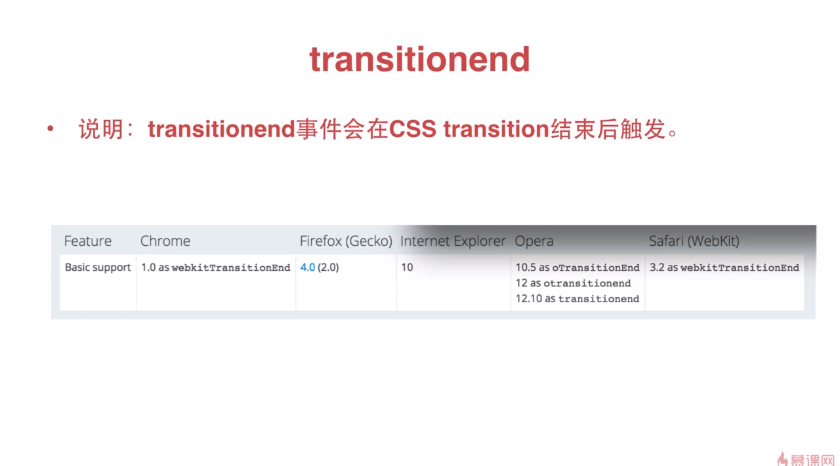 transitionend
• 说明：transitionend事件会在CSS transition结束后触发。
Feature Chrome Firefox (Gecko) Internet Explorer Opera Safari (WebKit)
Basic support 1.0 as webkitTransitionEnd 4.0 (2.0) 10 10.5 as oTransitionEnd 3.2 as webkitTransitionEnd
12 as otransitionend
12.10 as transitionend
慕课网